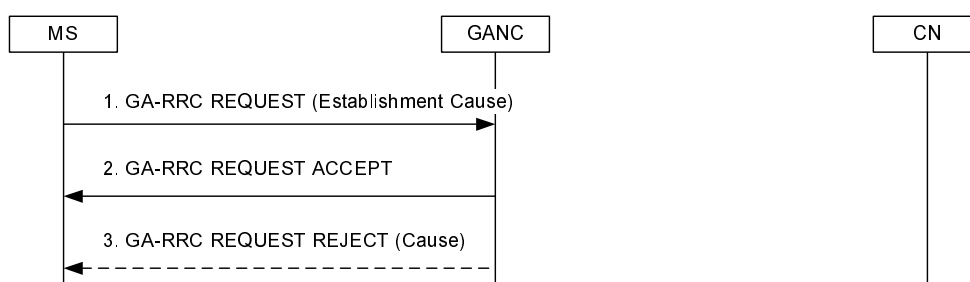 MS
GANC
CN
1. GA-RRC REQUEST (Establishment Cause)
2. GA-RRC REQUEST ACCEPT
3. GA-RRC REQUEST REJECT (Cause)